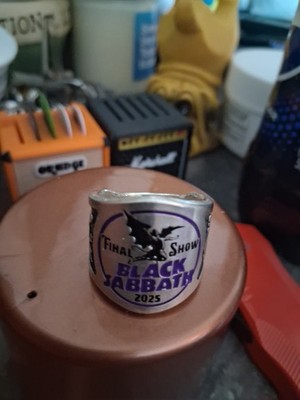 ORANGE
Marshall
FINAL SHOW
BLACK
SABBATH
2025